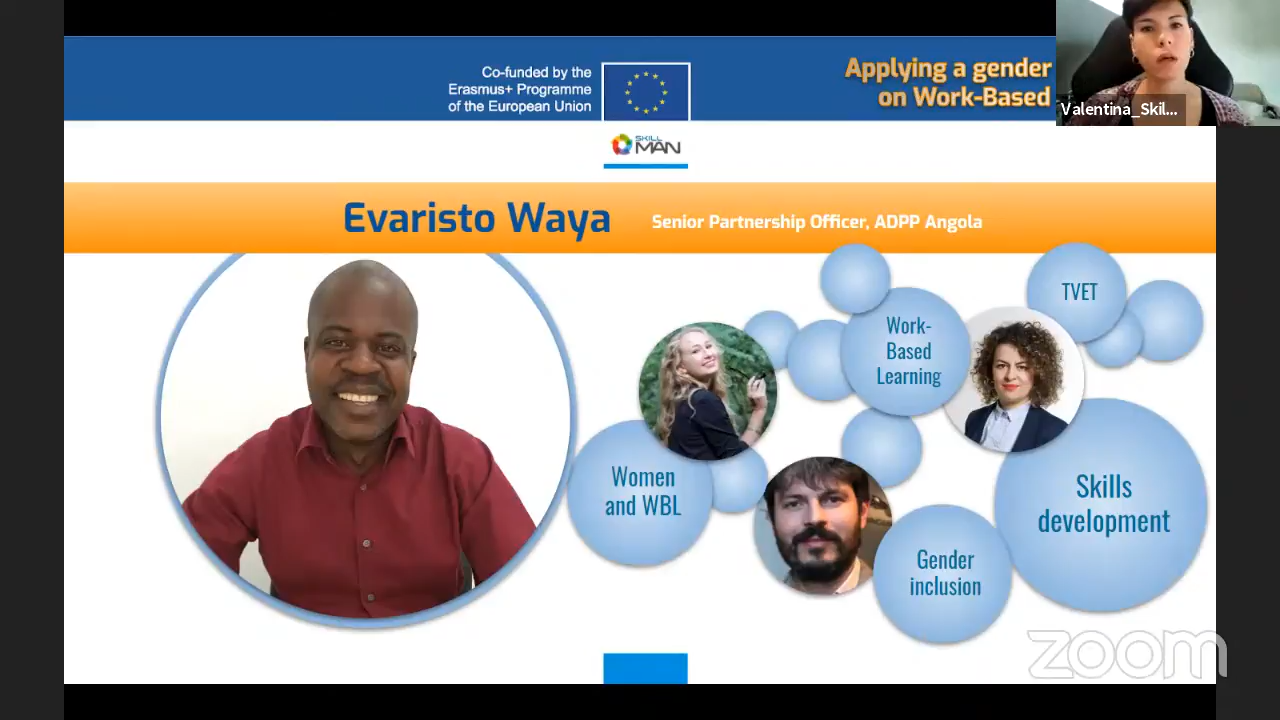 Co-funded by the
Erasmus+ Programme
of the European Union
Applying a gender
on Work-Based
Valentina_Skil...
SKILL
MAN
Evaristo Waya
Senior Partnership Officer, ADPP Angola
TVET
Work-
Based
Learning
Women
and WBL
Skills
development
Gender
inclusion
zoom